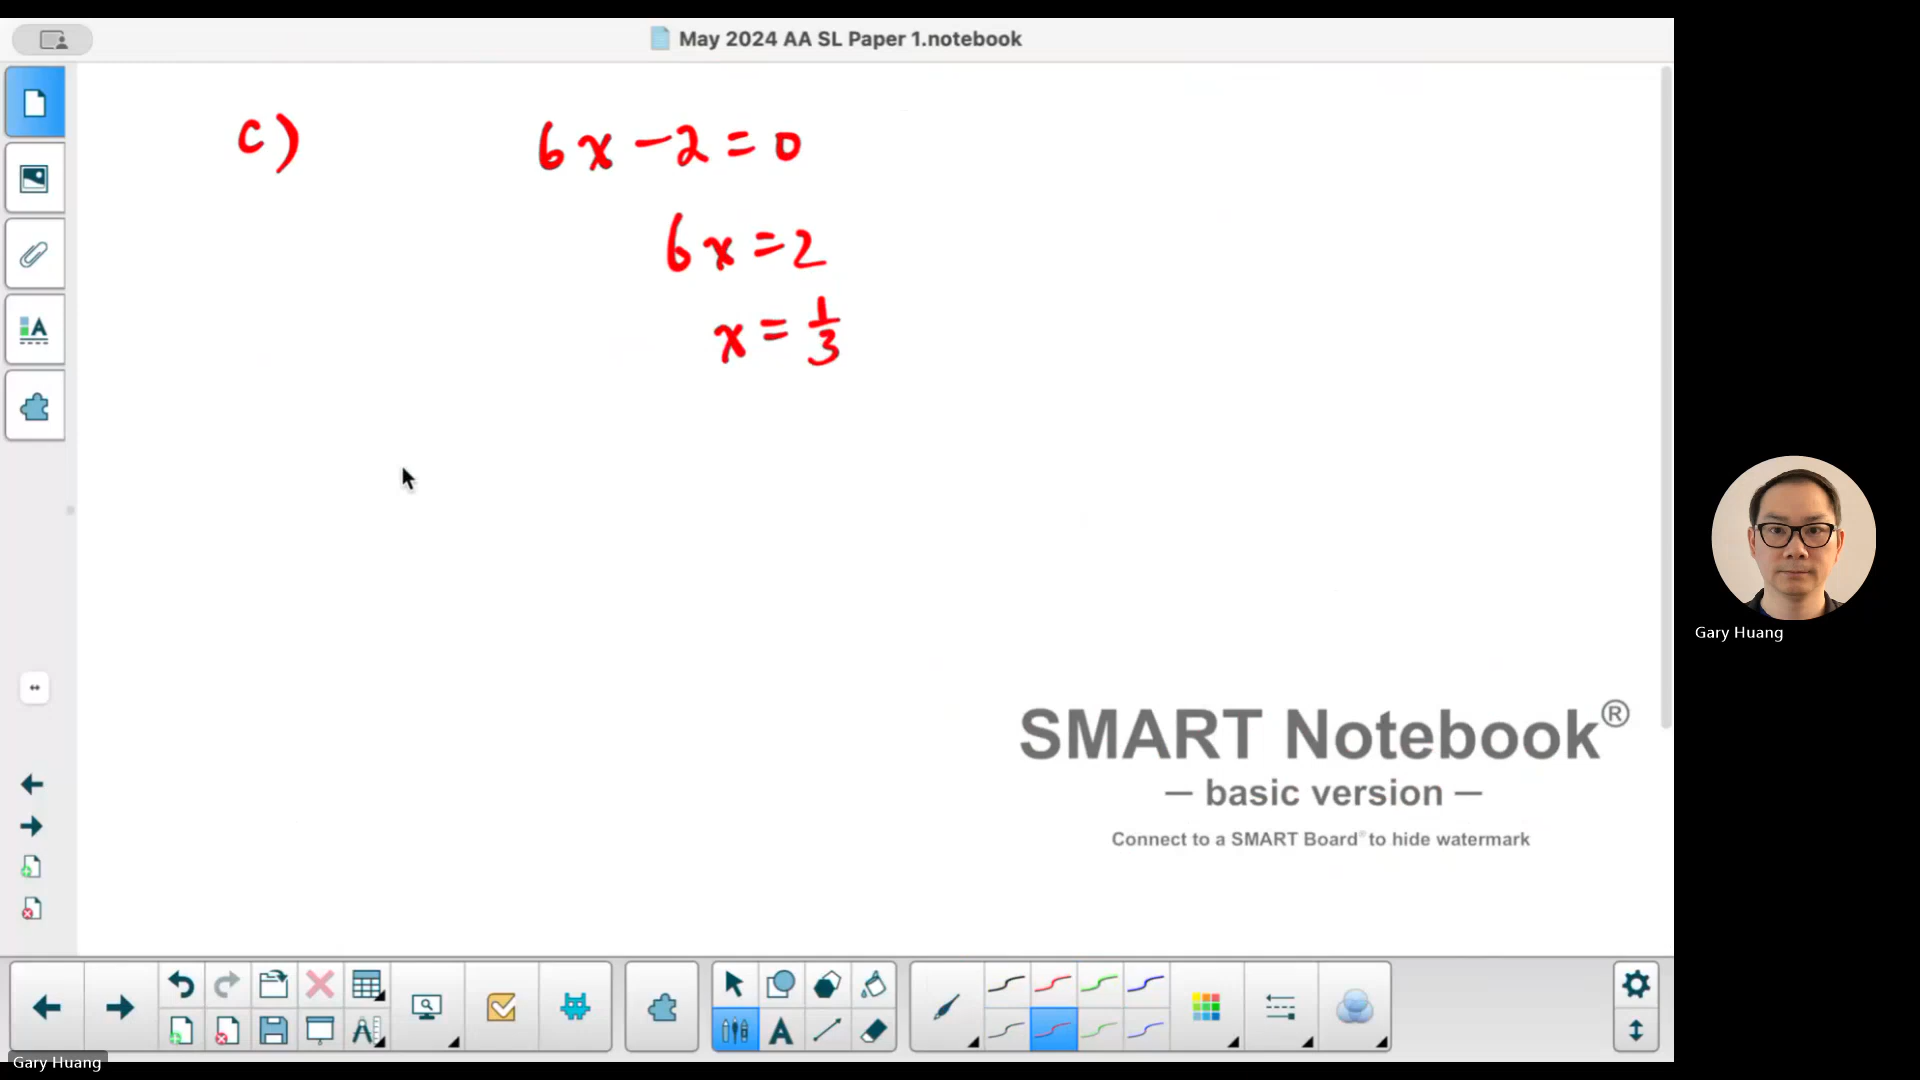 May 2024 AA SL Paper 1.notebook
c) 6x - 2 = 0
6x = 2
x = 1/3
SMART Notebook®
— basic version —
Connect to a SMART Board® to hide watermark
Gary Huang
Gary Huang